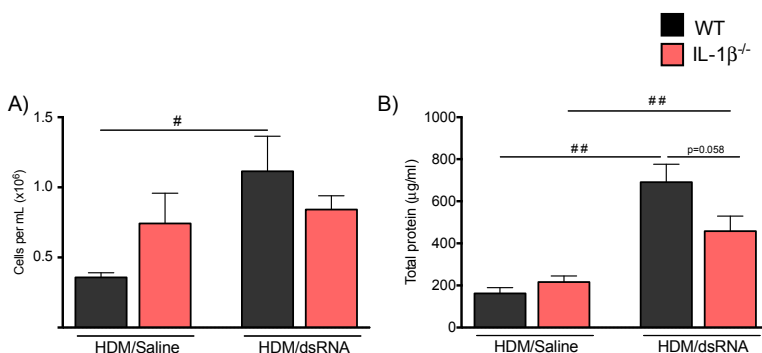 WT
IL-1β⁻/⁻
A)
#
Cells per mL (x10⁶)
1.5
1.0
0.5
HDM/Saline
HDM/dsRNA
B)
##
##
p=0.058
Total protein (μg/ml)
1000
800
600
400
200
0
HDM/Saline
HDM/dsRNA